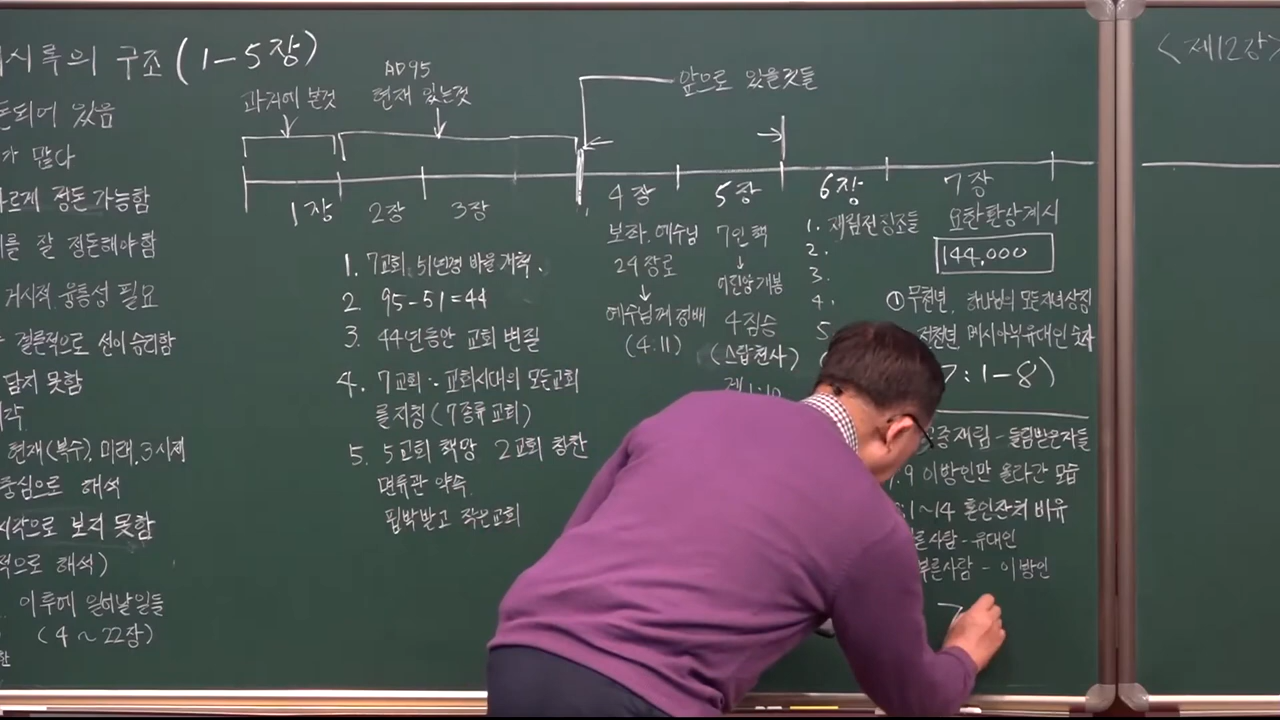 시록의 구조 (1-5장)
돈되어 있음
가 많다
르게 정돈 가능함
를 잘 정돈해야 함
거시적, 융통성 필요
결론적으로 선이 승리함
담지 못함
각
현재(복수), 미래, 3시제
중심으로 해석
시각으로 보지 못함
적으로 해석)
이후에 일어날 일들
(4~22장)
과거에 본것
AD95
현재 있는것
앞으로 있을것들
1장
2장
3장
4장
5장
6장
7장
1. 7교회, 51년경 바울 개척.
2 95-51=44
3. 44년동안 교회 변질
4. 7교회 : 교회시대의 모든교회
를 지칭 (7종류 교회)
5. 5교회 책망 2교회 칭찬
면류관 약속
핍박받고 작은교회
보좌, 예수님
24장로
↓
예수님께 경배
(4:11)
7인 책
↓
어린양 개봉
4짐승
(스랍천사)
1. 재림전 징조들
2.
3.
4.
5
요한 환상계시
144,000
① 무천년, 하나님의 모든자녀 상징
전천년, 메시아부 유대인 숫자
7:1-8)
공중재림 - 들림받은자들
9 이방인만 올라간 모습
:1~14 혼인잔치 비유
른사람 - 유대인
부른사람 - 이방인
7
<제12장>